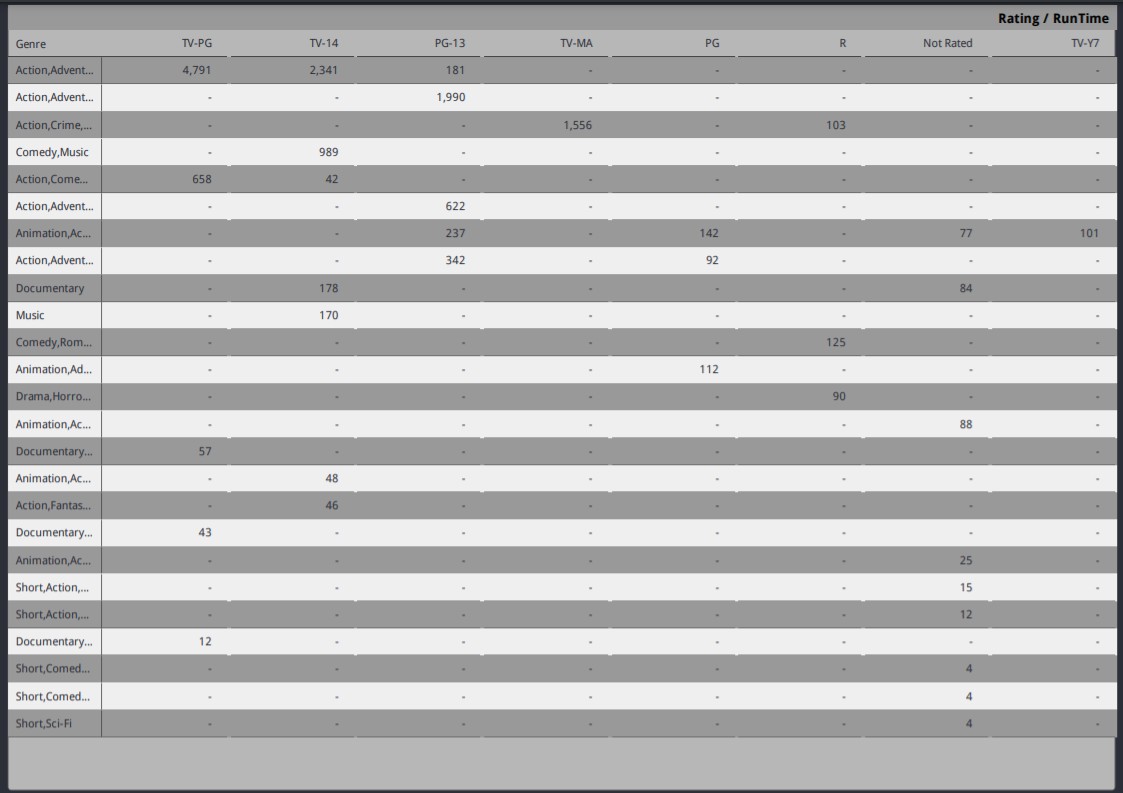 Rating / RunTime
Genre TV-PG TV-14 PG-13 TV-MA PG R Not Rated TV-Y7
Action,Advent... 4,791 2,341 181 - - - - -
Action,Advent... - - 1,990 - - - - -
Action,Crime,... - - - 1,556 - 103 - -
Comedy,Music - 989 - - - - - -
Action,Come... 658 42 - - - - - -
Action,Advent... - - 622 - - - - -
Animation,Ac... - - 237 - 142 - 77 101
Action,Advent... - - 342 - 92 - - -
Documentary - 178 - - - - 84 -
Music - 170 - - - - - -
Comedy,Rom... - - - - - 125 - -
Animation,Ad... - - - - 112 - - -
Drama,Horro... - - - - - 90 - -
Animation,Ac... - - - - - - 88 -
Documentary... 57 - - - - - - -
Animation,Ac... - 48 - - - - - -
Action,Fantas... - 46 - - - - - -
Documentary... 43 - - - - - - -
Animation,Ac... - - - - - - 25 -
Short,Action,... - - - - - - 15 -
Short,Action,... - - - - - - 12 -
Documentary... 12 - - - - - - -
Short,Comed... - - - - - - 4 -
Short,Comed... - - - - - - 4 -
Short,Sci-Fi - - - - - - 4 -